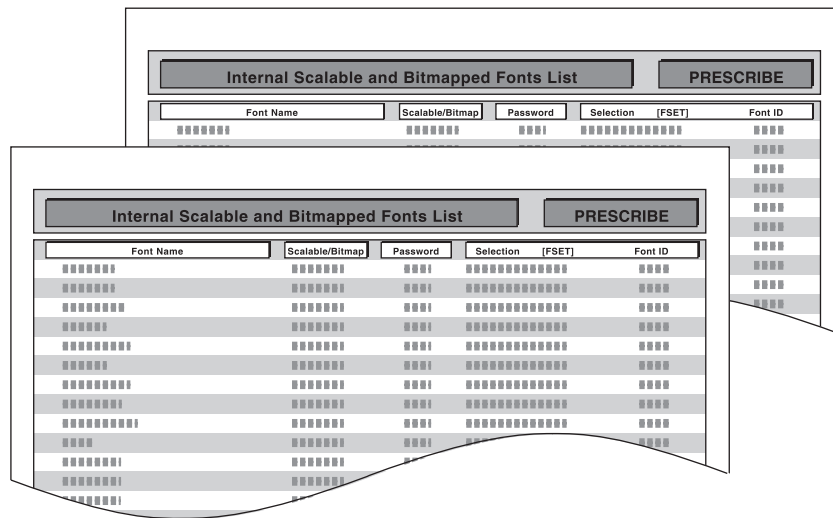 Internal Scalable and Bitmapped Fonts List PRESCRIBE
Font Name Scalable/Bitmap Password Selection [FSET] Font ID
Internal Scalable and Bitmapped Fonts List PRESCRIBE
Font Name Scalable/Bitmap Password Selection [FSET] Font ID